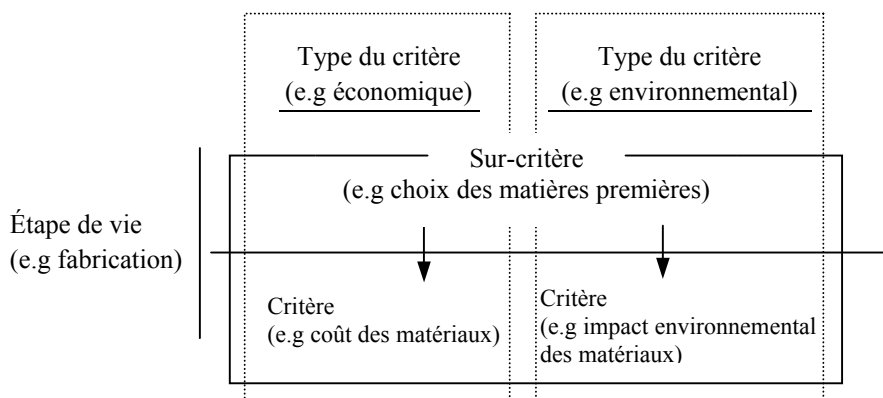 Type du critère
(e.g économique)
Type du critère
(e.g environnemental)
Sur-critère
(e.g choix des matières premières)
Étape de vie
(e.g fabrication)
Critère
(e.g coût des matériaux)
Critère
(e.g impact environnemental
des matériaux)